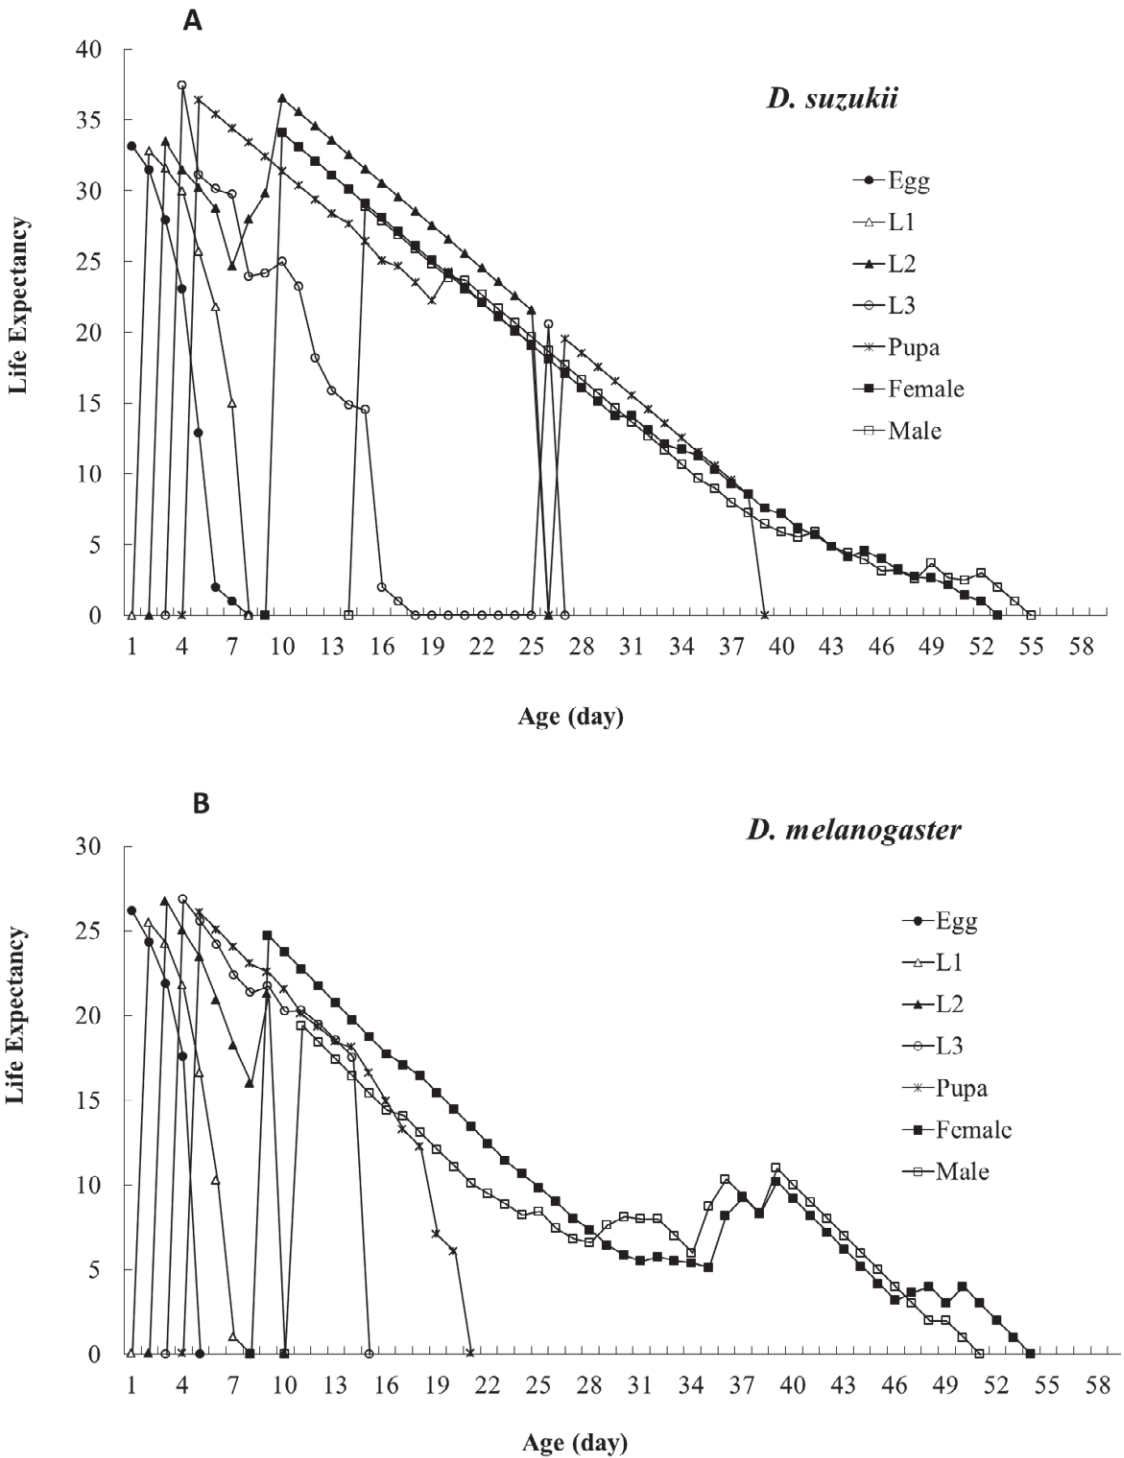 A
D. suzukii
Life Expectancy
40
35
30
25
20
15
10
5
0
Egg
L1
L2
L3
Pupa
Female
Male
1 4 7 10 13 16 19 22 25 28 31 34 37 40 43 46 49 52 55 58
Age (day)
B
D. melanogaster
Life Expectancy
30
25
20
15
10
5
0
Egg
L1
L2
L3
Pupa
Female
Male
1 4 7 10 13 16 19 22 25 28 31 34 37 40 43 46 49 52 55 58
Age (day)